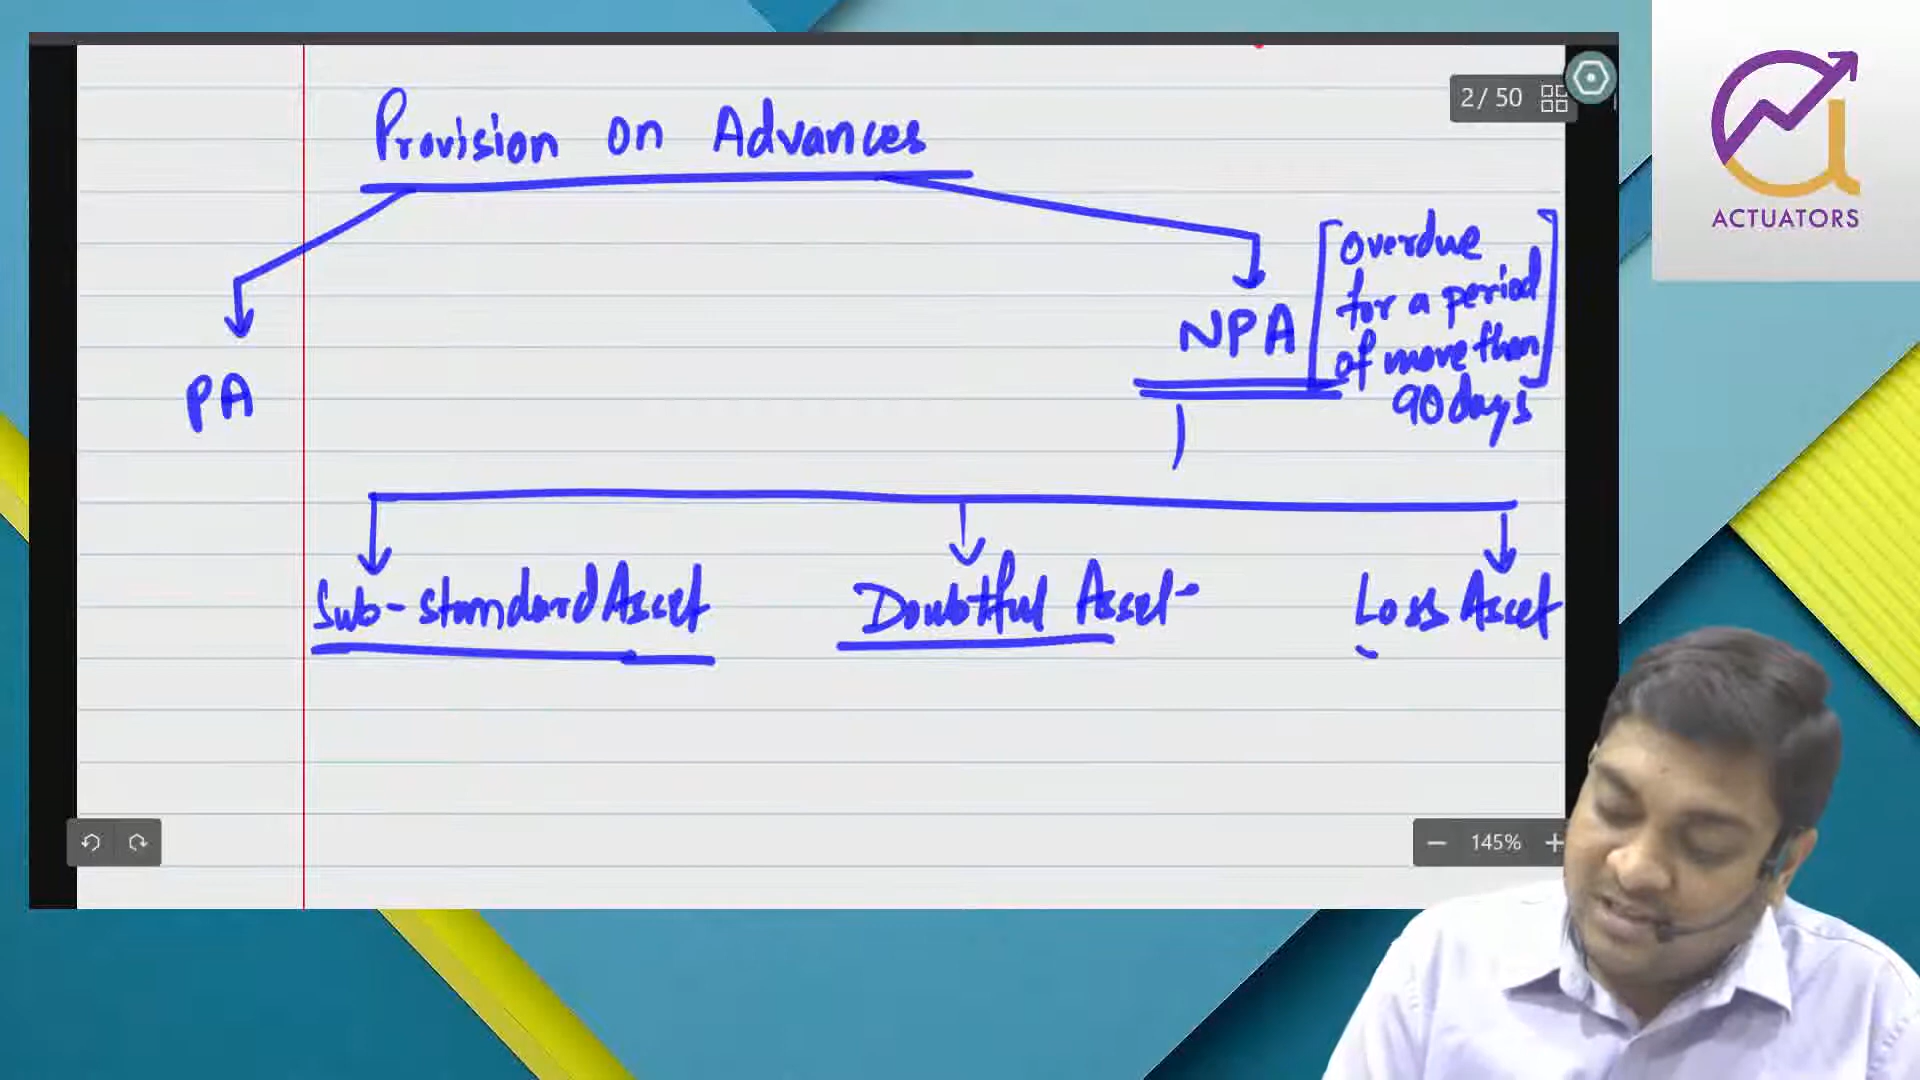 Provision on Advances
2/ 50
ACTUATORS
PA
NPA
[overdue
for a period
of more than]
90 days
Sub-standard Asset
Doubtful Asset
Loss Asset
145%